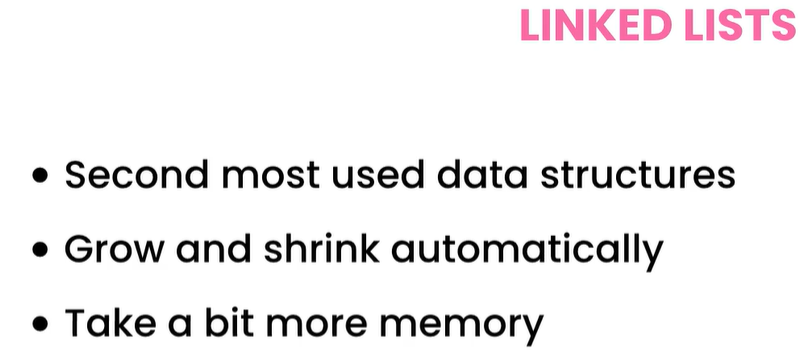 LINKED LISTS
• Second most used data structures
• Grow and shrink automatically
• Take a bit more memory